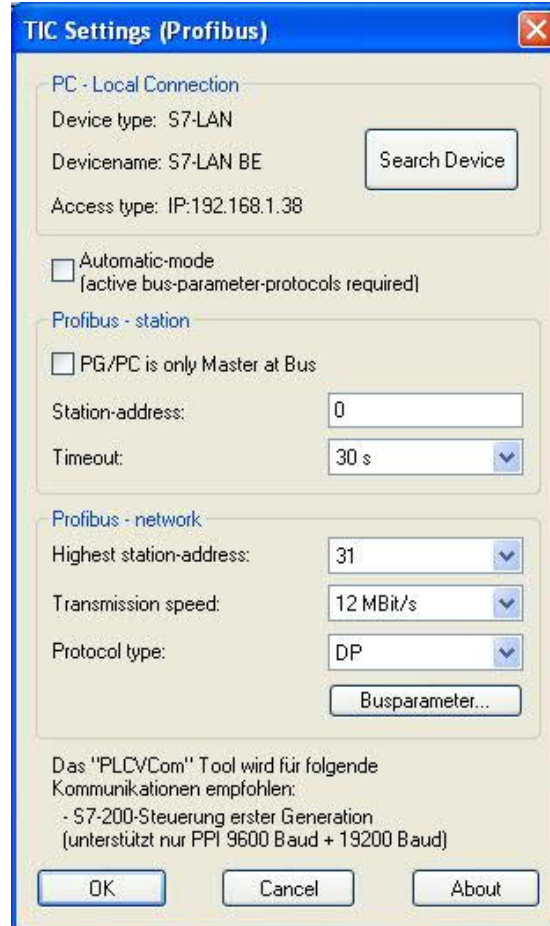 TIC Settings (Profibus)
PC - Local Connection
Device type: S7-LAN
Devicename: S7-LAN BE
Search Device
Access type: IP:192.168.1.38
Automatic-mode
(active bus-parameter-protocols required)
Profibus - station
PG/PC is only Master at Bus
Station-address: 0
Timeout: 30 s
Profibus - network
Highest station-address: 31
Transmission speed: 12 MBit/s
Protocol type: DP
Busparameter...
Das "PLCVCom" Tool wird für folgende
Kommunikationen empfohlen:
- S7-200-Steuerung erster Generation
(unterstützt nur PPI 9600 Baud + 19200 Baud)
OK Cancel About